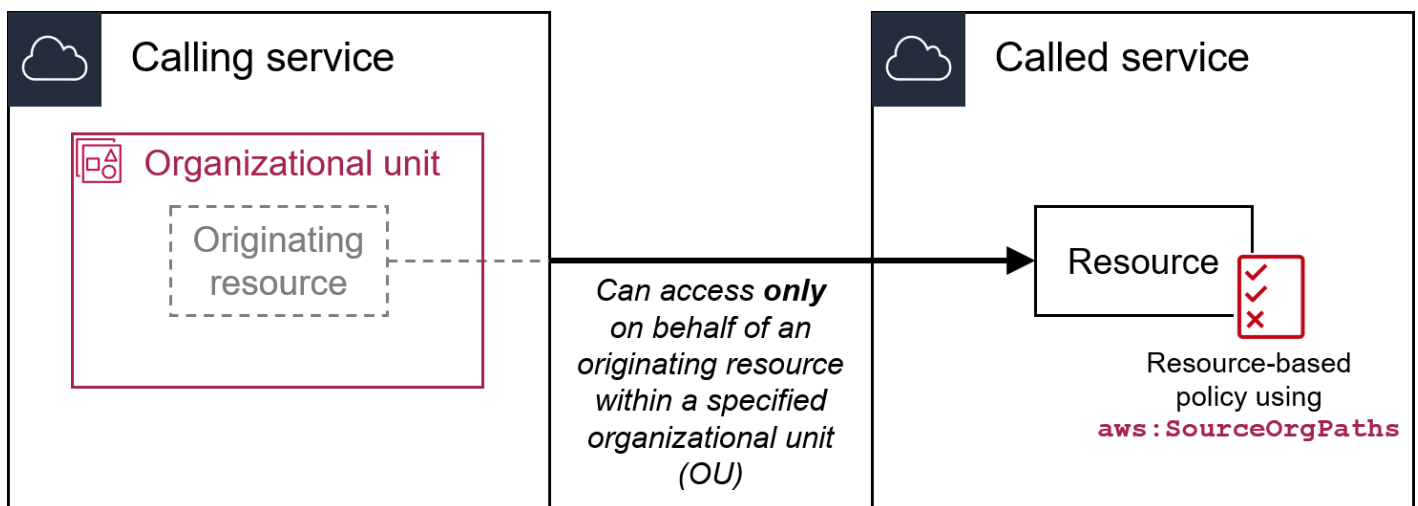 Calling service
Organizational unit
Originating
resource
Can access only
on behalf of an
originating resource
within a specified
organizational unit
(OU)
Called service
Resource
Resource-based
policy using
aws:SourceOrgPaths